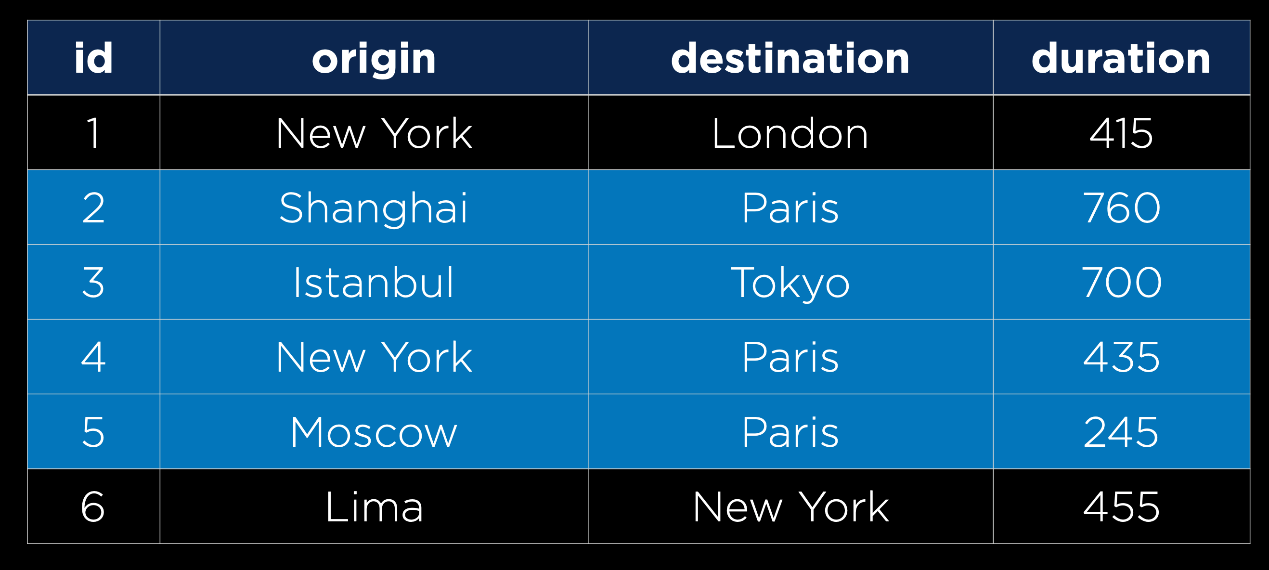 id origin destination duration
1 New York London 415
2 Shanghai Paris 760
3 Istanbul Tokyo 700
4 New York Paris 435
5 Moscow Paris 245
6 Lima New York 455